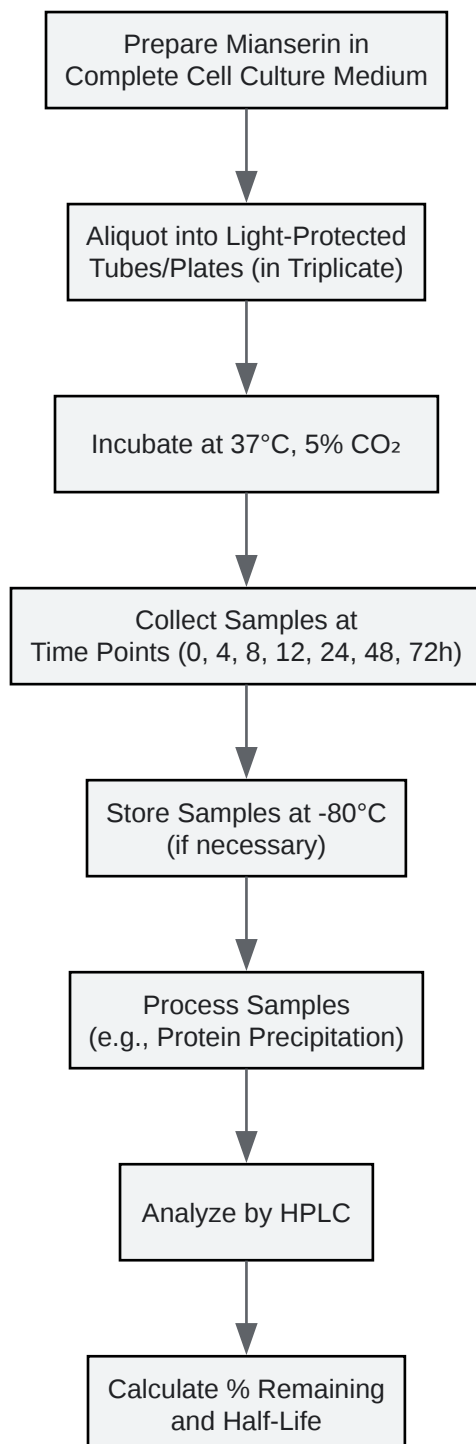 Prepare Mianserin in
Complete Cell Culture Medium
Aliquot into Light-Protected
Tubes/Plates (in Triplicate)
Incubate at 37°C, 5% CO₂
Collect Samples at
Time Points (0, 4, 8, 12, 24, 48, 72h)
Store Samples at -80°C
(if necessary)
Process Samples
(e.g., Protein Precipitation)
Analyze by HPLC
Calculate % Remaining
and Half-Life